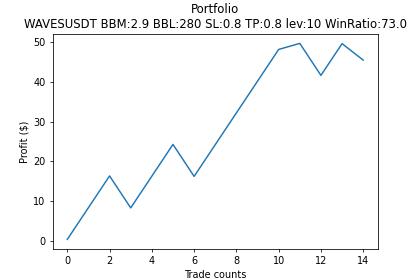 Portfolio
WAVESUSDT BBM:2.9 BBL:280 SL:0.8 TP:0.8 lev:10 WinRatio:73.0
50
40
30
20
10
0
Profit ($)
0 2 4 6 8 10 12 14
Trade counts